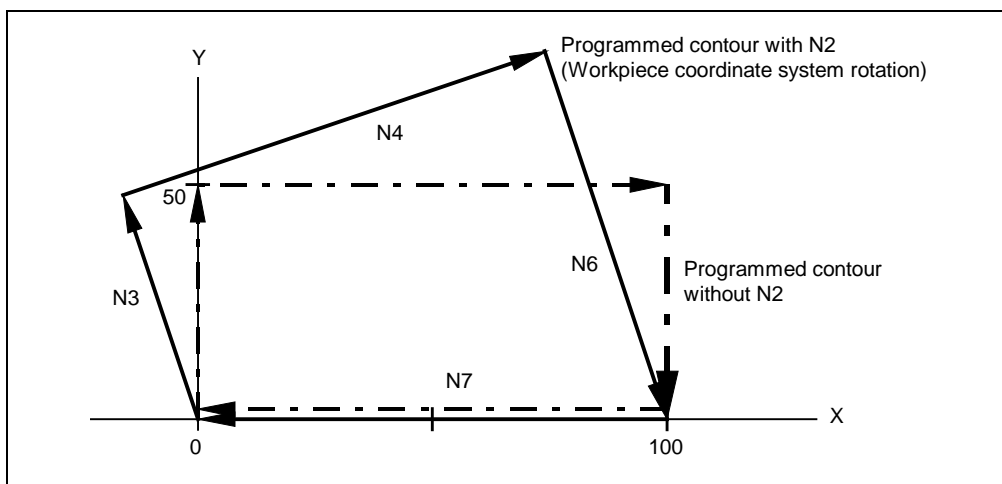 Y
Programmed contour with N2
(Workpiece coordinate system rotation)
N4
50
N6
Programmed contour
without N2
N3
N7
X
0
100